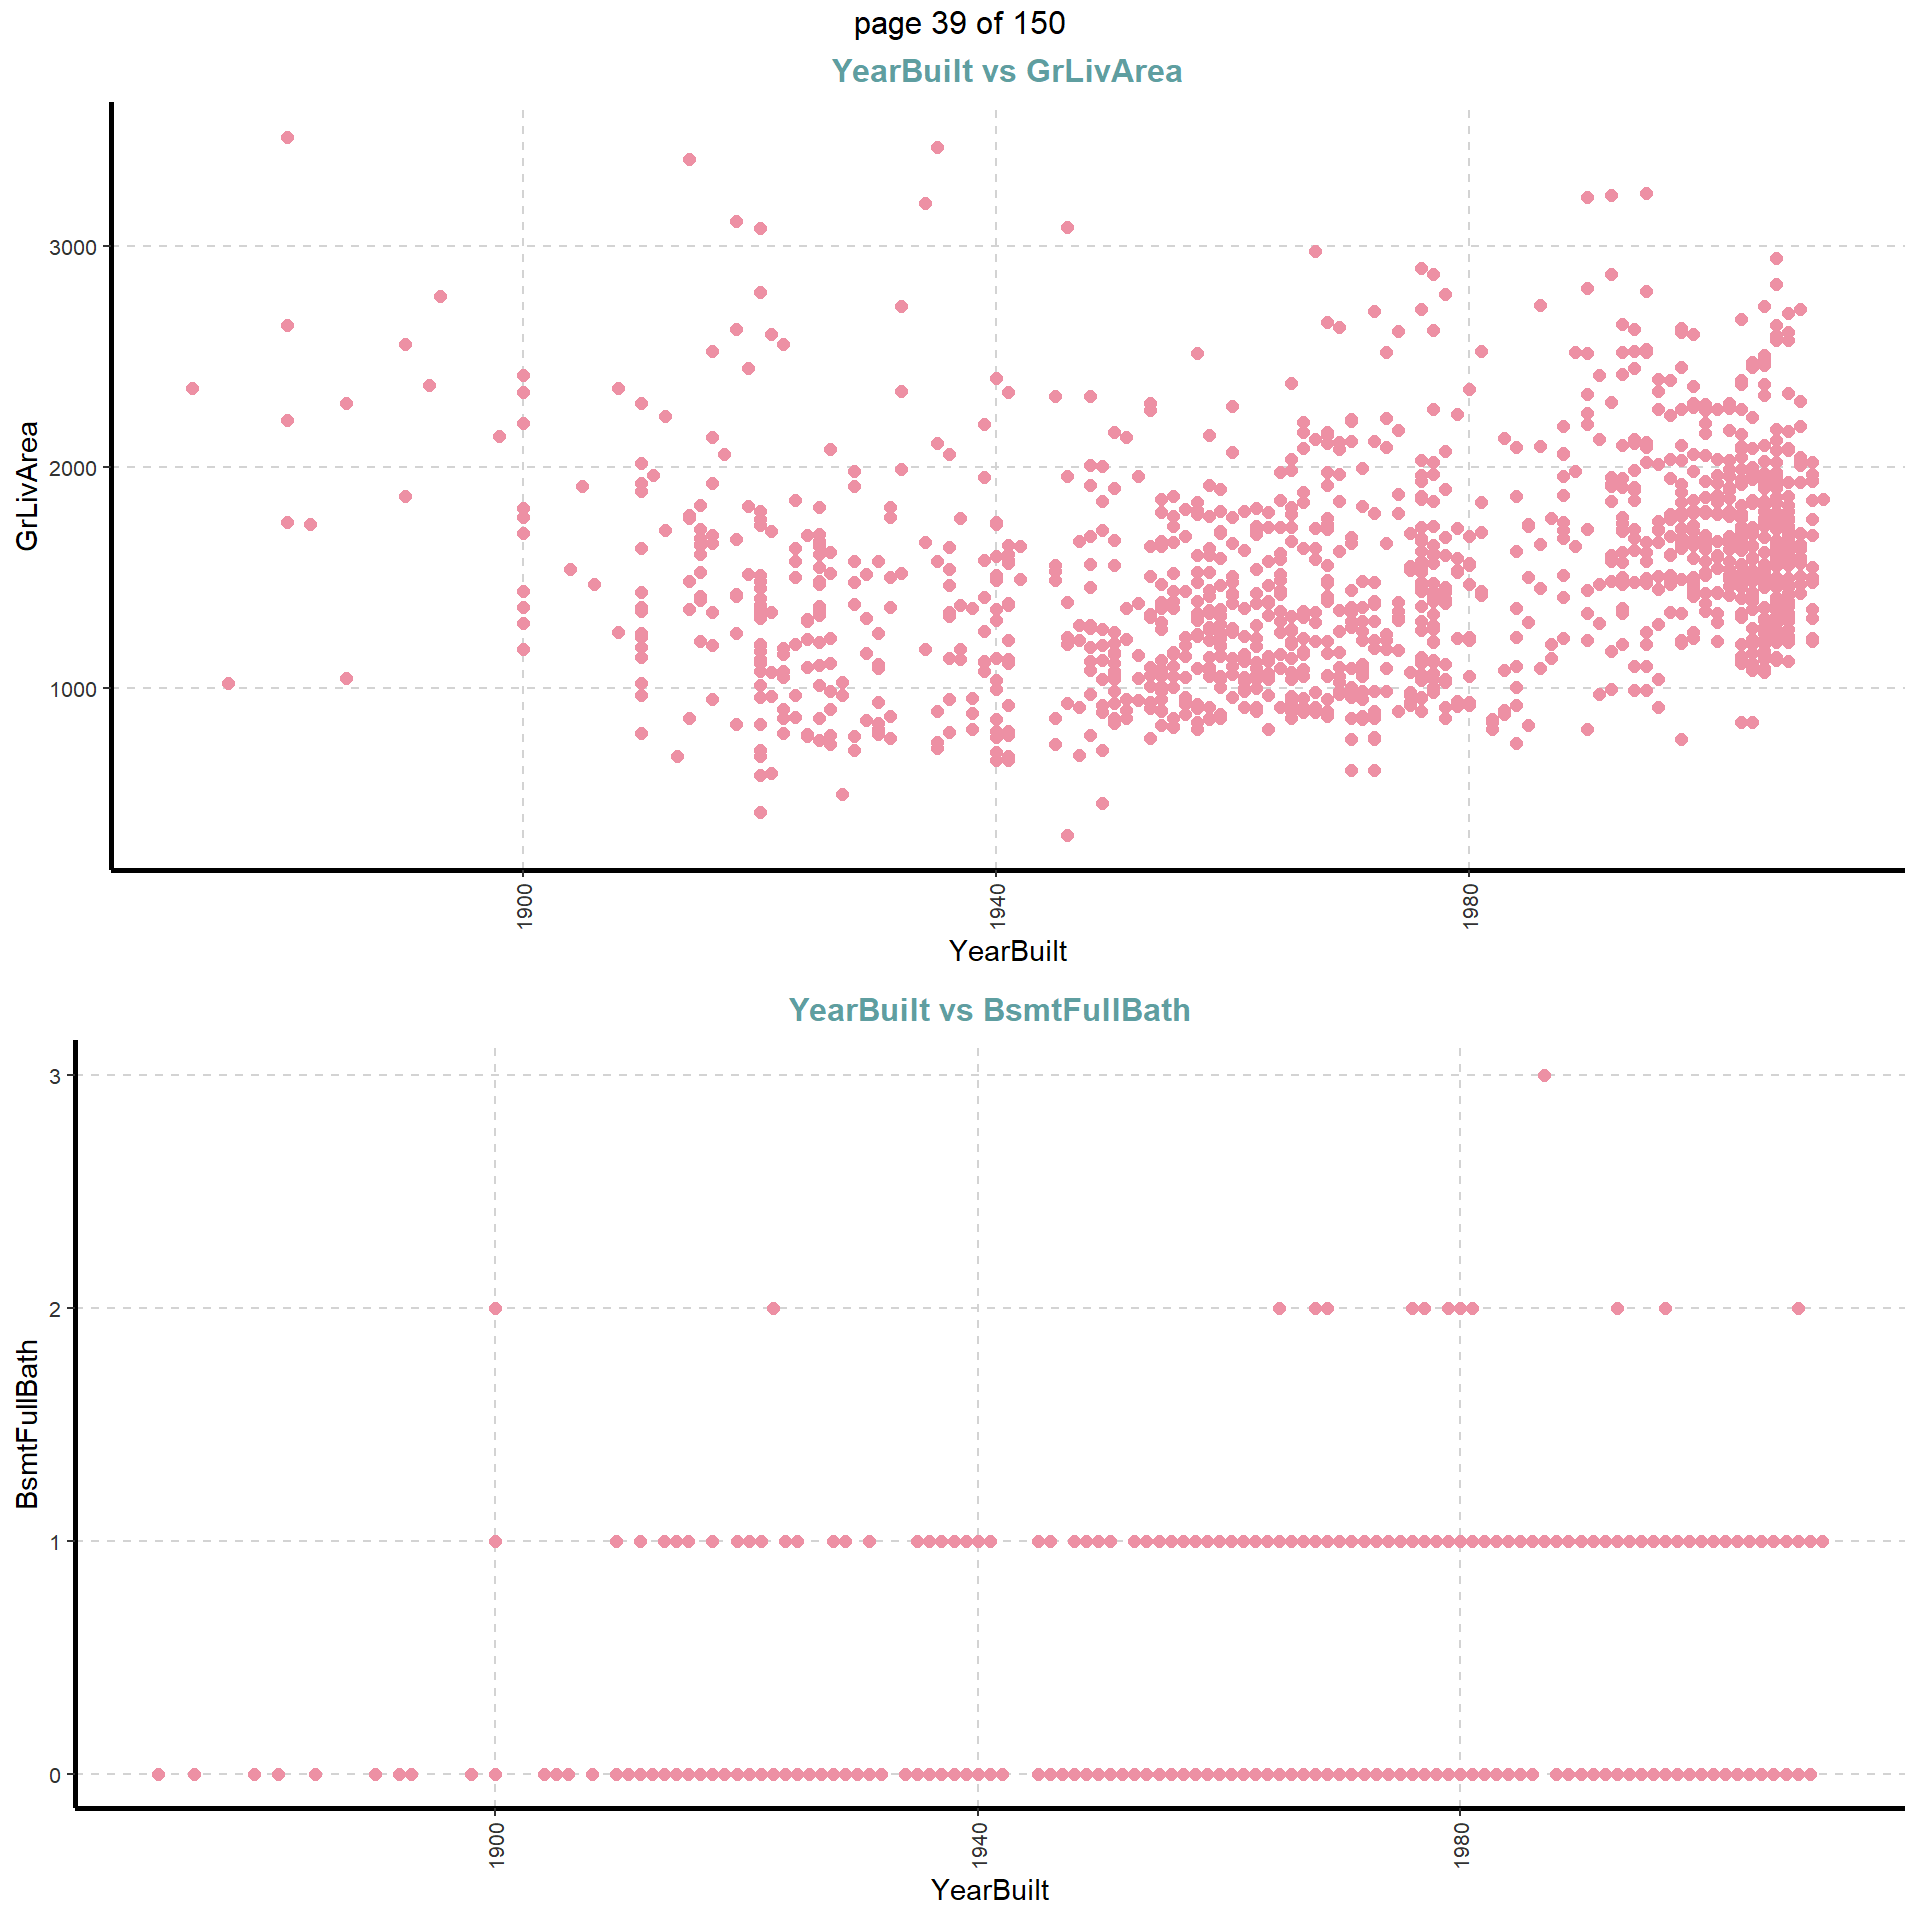 page 39 of 150
YearBuilt vs GrLivArea
GrLivArea
3000
2000
1000
1900
1940
1980
YearBuilt
YearBuilt vs BsmtFullBath
BsmtFullBath
3
2
1
0
1900
1940
1980
YearBuilt